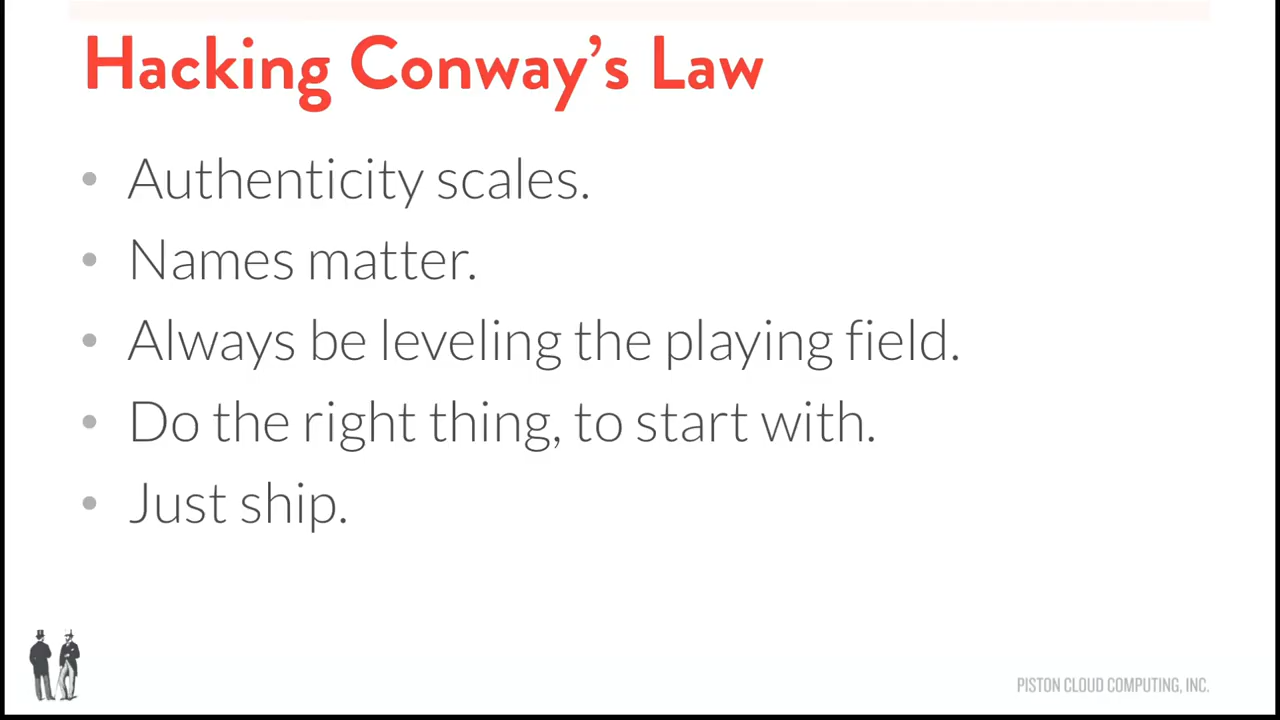 Hacking Conway’s Law
• Authenticity scales.
• Names matter.
• Always be leveling the playing field.
• Do the right thing, to start with.
• Just ship.
PISTON CLOUD COMPUTING, INC.